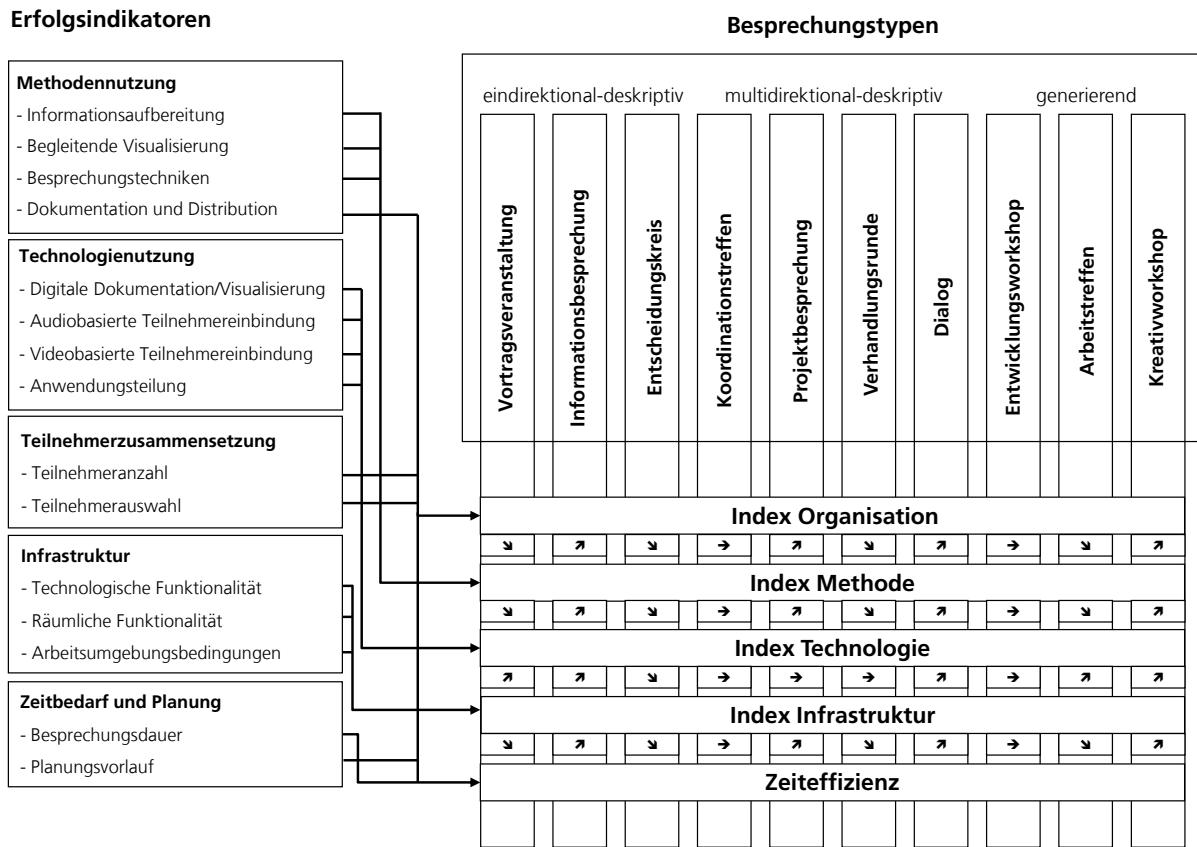 Erfolgsindikatoren
Methodennutzung
- Informationsaufbereitung
- Begleitende Visualisierung
- Besprechungstechniken
- Dokumentation und Distribution
Technologienutzung
- Digitale Dokumentation/Visualisierung
- Audiobasierte Teilnehmereinbindung
- Videobasierte Teilnehmereinbindung
- Anwendungsteilung
Teilnehmerzusammensetzung
- Teilnehmeranzahl
- Teilnehmerauswahl
Infrastruktur
- Technologische Funktionalität
- Räumliche Funktionalität
- Arbeitsumgebungsbedingungen
Zeitbedarf und Planung
- Besprechungsdauer
- Planungsvorlauf
Besprechungstypen
eindirektional-deskriptiv
multidirektional-deskriptiv
generierend
Vortragsveranstaltung
Informationsbesprechung
Entscheidungskreis
Koordinationstreffen
Projektbesprechung
Verhandlungsrunde
Dialog
Entwicklungsworkshop
Arbeitstreffen
Kreativworkshop
Index Organisation
Index Methode
Index Technologie
Index Infrastruktur
Zeiteffizienz